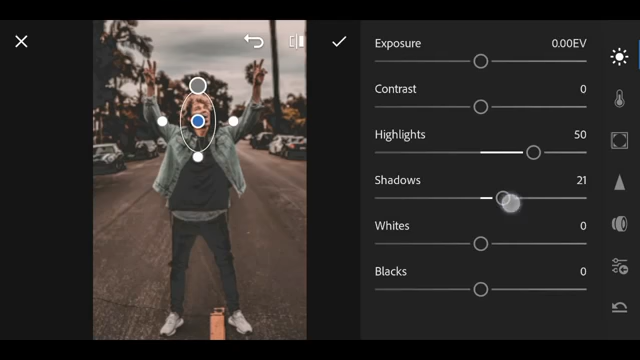 Exposure 0.00EV
Contrast 0
Highlights 50
Shadows 21
Whites 0
Blacks 0